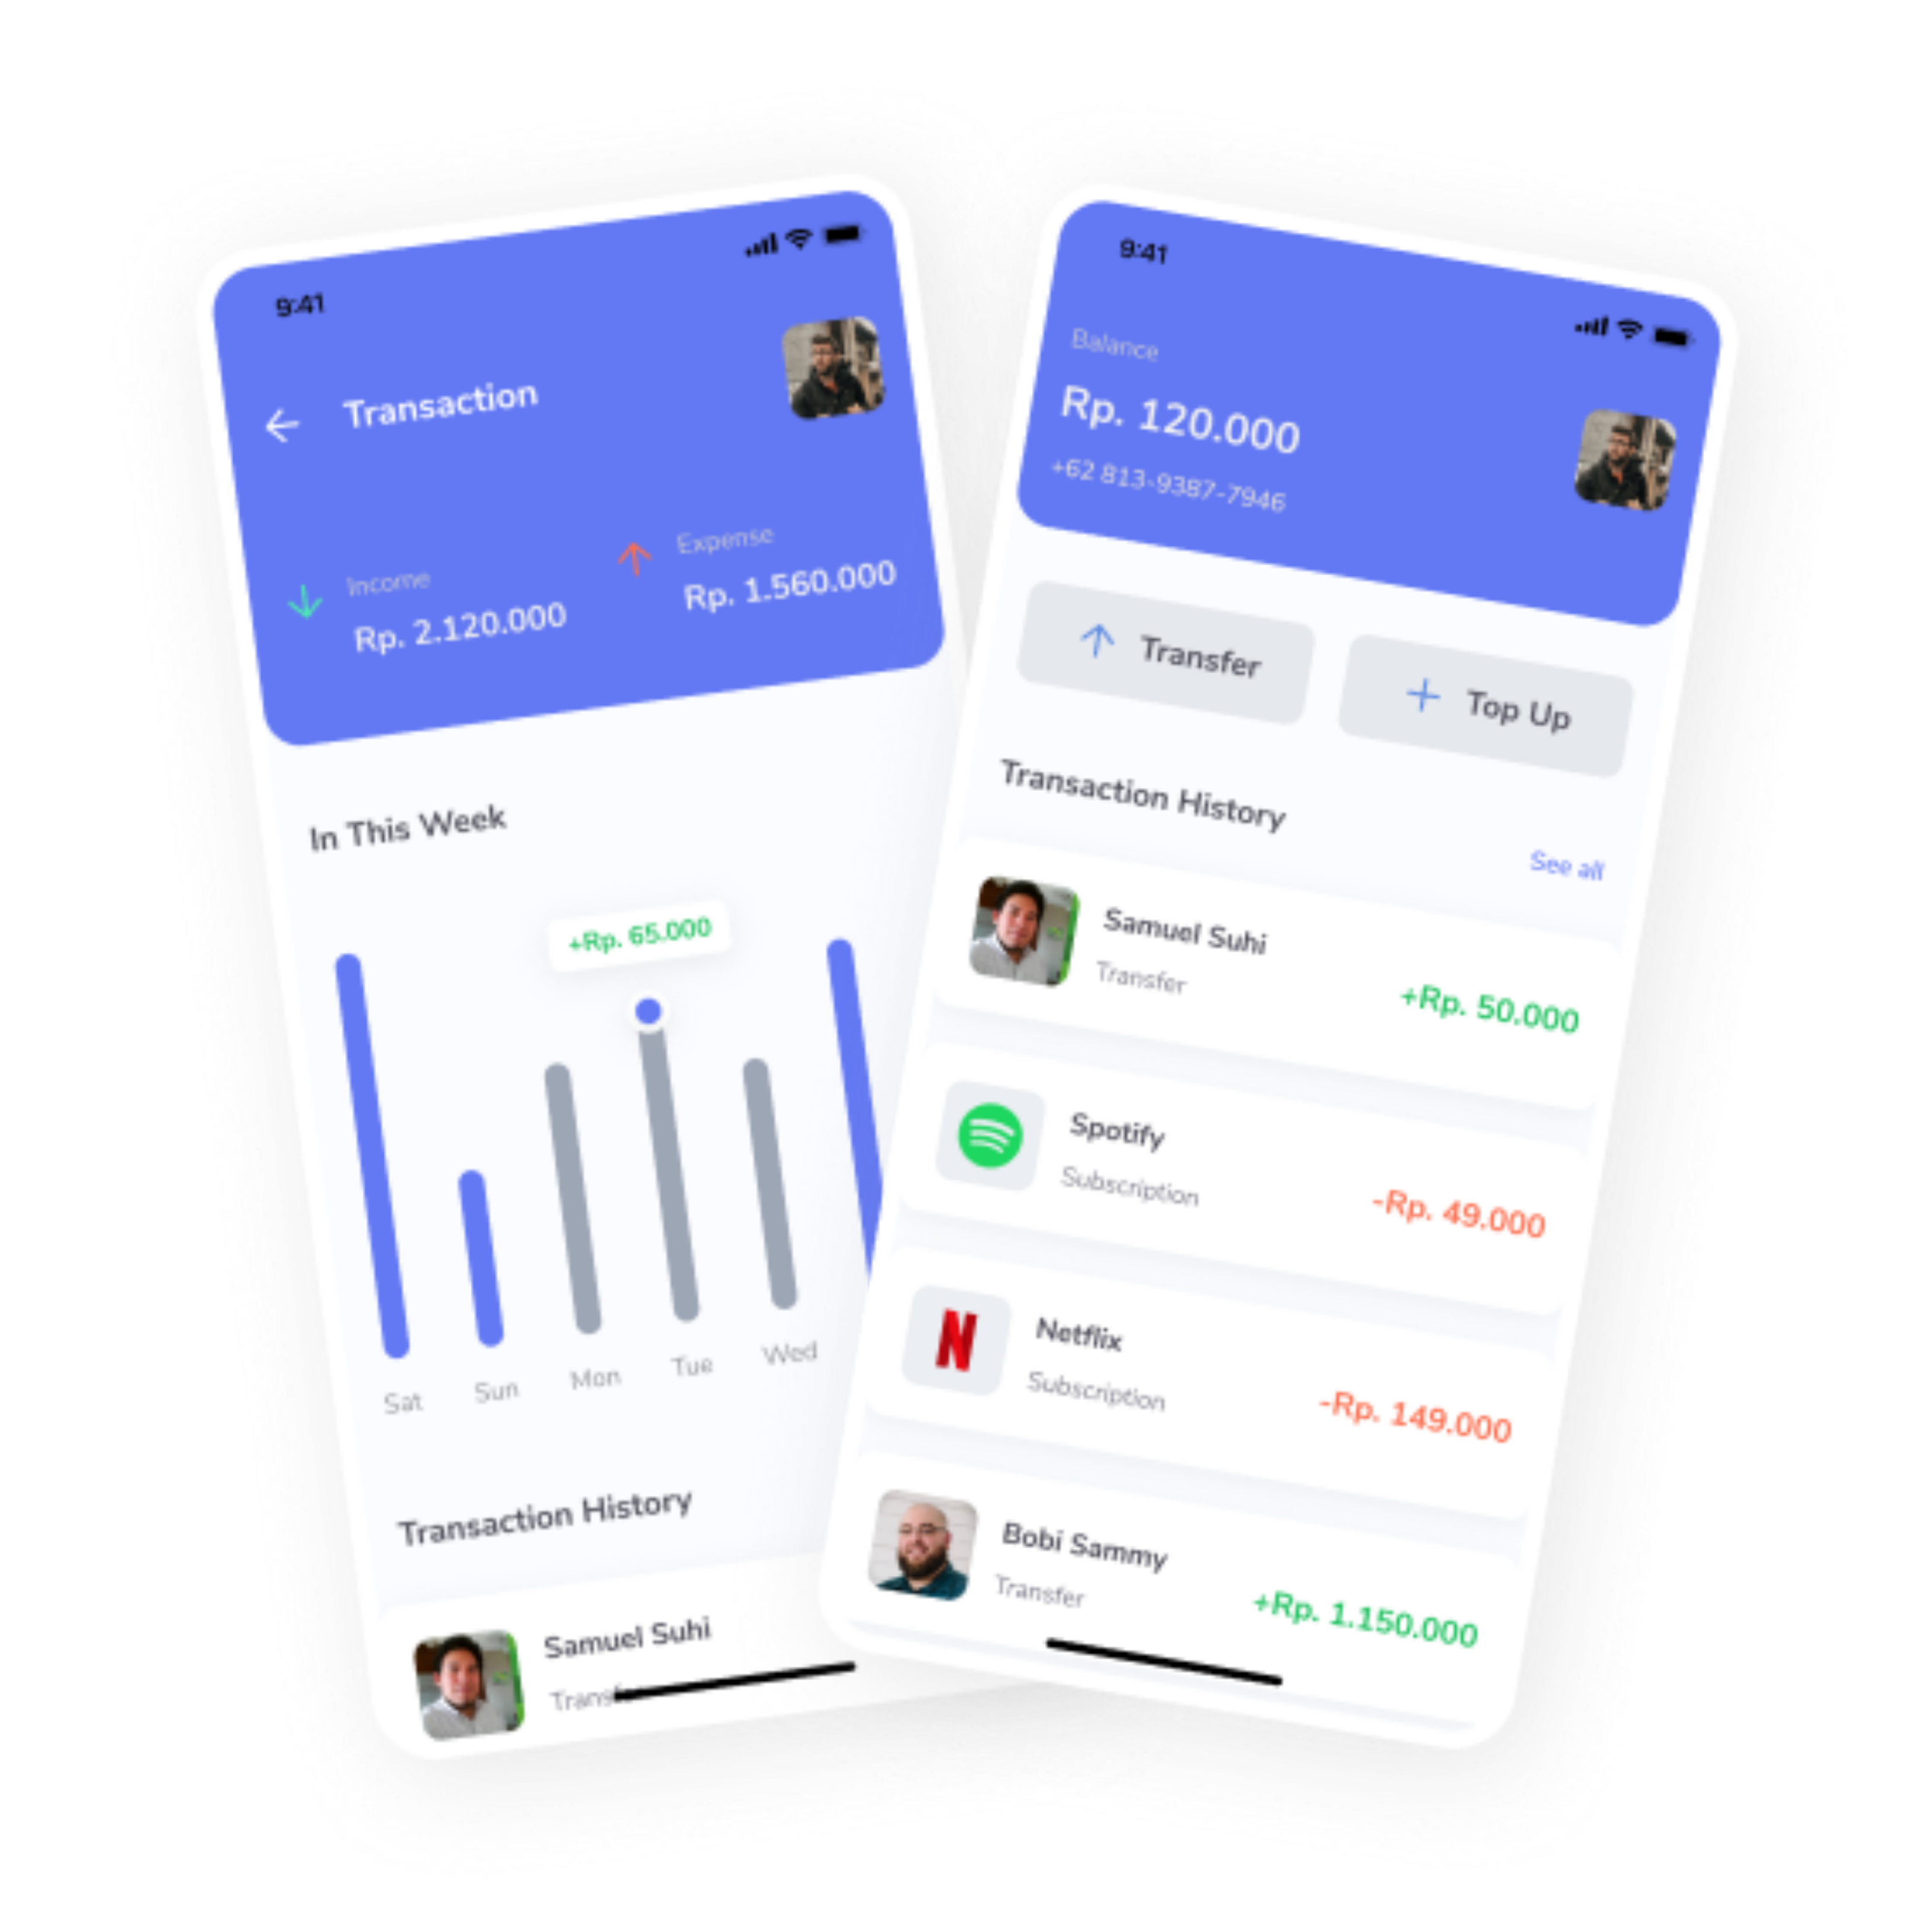 9:41
Transaction
Income
Rp. 2.120.000
Expense
Rp. 1.560.000
In This Week
+Rp. 65.000
Sat Sun Mon Tue Wed
Transaction History
Samuel Suhi
9:41
Balance
Rp. 120.000
+62 813-9387-7946
Transfer
Top Up
Transaction History
See all
Samuel Suhi
Transfer
+Rp. 50.000
Spotify
Subscription
-Rp. 49.000
Netflix
Subscription
-Rp. 149.000
Bobi Sammy
Transfer
+Rp. 1.150.000